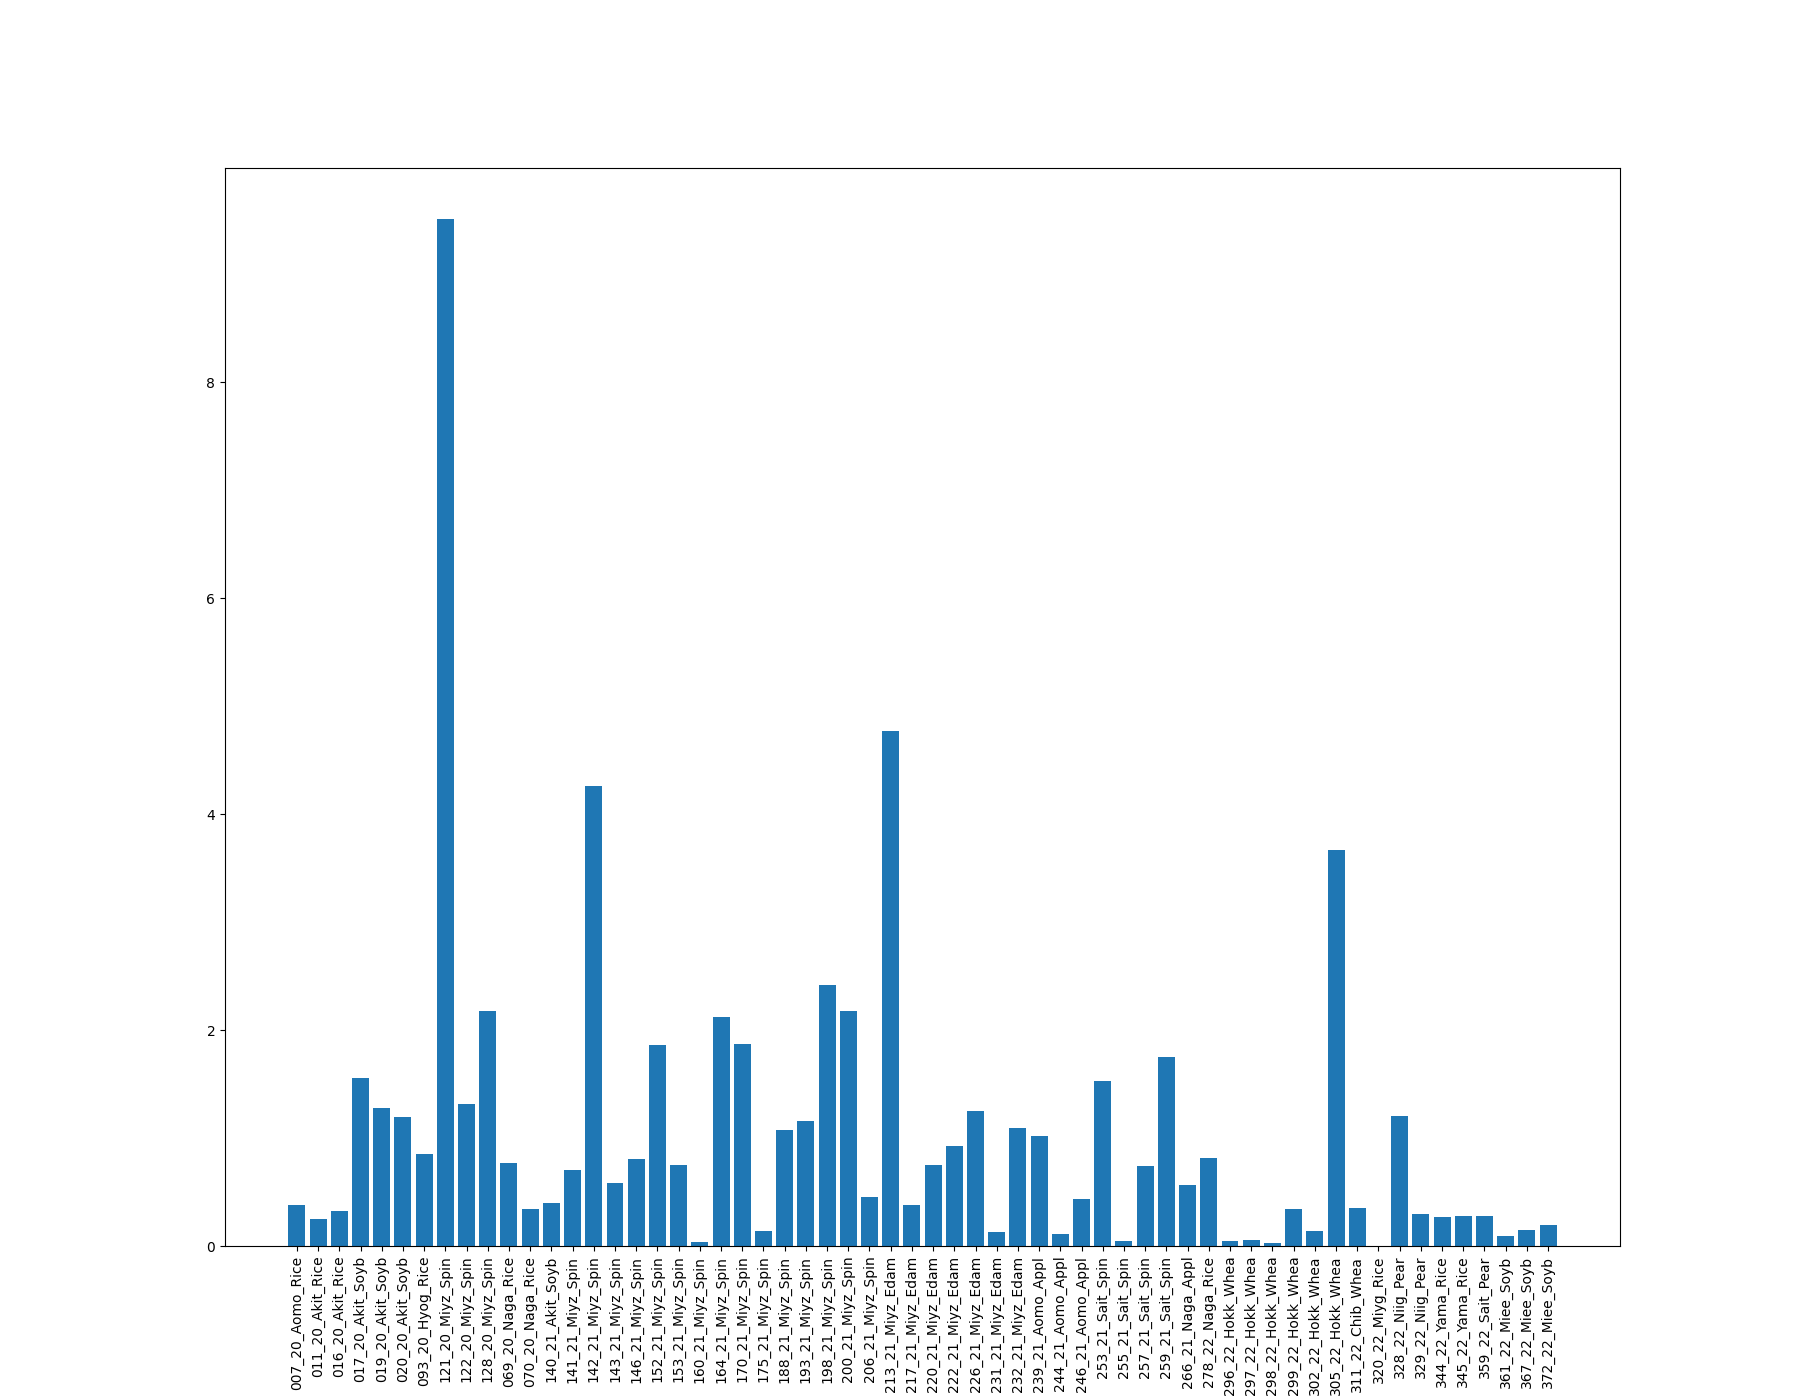 8
6
4
2
0
007_20_Aomo_Rice
011_20_Akit_Rice
016_20_Akit_Rice
017_20_Akit_Soyb
019_20_Akit_Soyb
020_20_Akit_Soyb
093_20_Hyog_Rice
121_20_Miyz_Spin
122_20_Miyz_Spin
128_20_Miyz_Spin
069_20_Naga_Rice
070_20_Naga_Rice
140_21_Akit_Soyb
141_21_Miyz_Spin
142_21_Miyz_Spin
143_21_Miyz_Spin
146_21_Miyz_Spin
152_21_Miyz_Spin
153_21_Miyz_Spin
160_21_Miyz_Spin
164_21_Miyz_Spin
170_21_Miyz_Spin
175_21_Miyz_Spin
188_21_Miyz_Spin
193_21_Miyz_Spin
198_21_Miyz_Spin
200_21_Miyz_Spin
206_21_Miyz_Spin
213_21_Miyz_Edam
217_21_Miyz_Edam
220_21_Miyz_Edam
222_21_Miyz_Edam
226_21_Miyz_Edam
231_21_Miyz_Edam
232_21_Miyz_Edam
239_21_Aomo_Appl
244_21_Aomo_Appl
246_21_Aomo_Appl
253_21_Sait_Spin
255_21_Sait_Spin
257_21_Sait_Spin
259_21_Sait_Spin
266_21_Naga_Appl
278_22_Naga_Rice
296_22_Hokk_Whea
297_22_Hokk_Whea
298_22_Hokk_Whea
299_22_Hokk_Whea
302_22_Hokk_Whea
305_22_Hokk_Whea
311_22_Chib_Whea
320_22_Miyg_Rice
328_22_Niig_Pear
329_22_Niig_Pear
344_22_Yama_Rice
345_22_Yama_Rice
359_22_Sait_Pear
361_22_Miee_Soyb
367_22_Miee_Soyb
372_22_Miee_Soyb